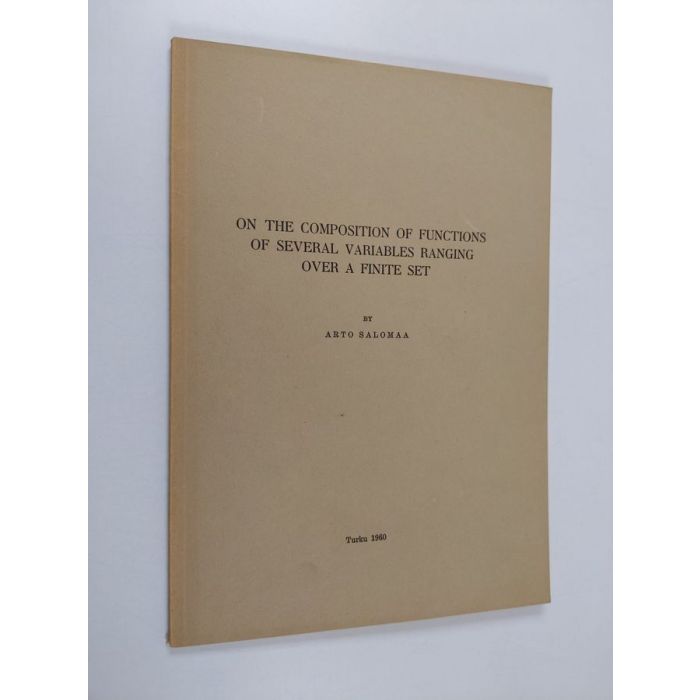 ON THE COMPOSITION OF FUNCTIONS
OF SEVERAL VARIABLES RANGING
OVER A FINITE SET
BY
ARTO SALOMAA
Turku 1960